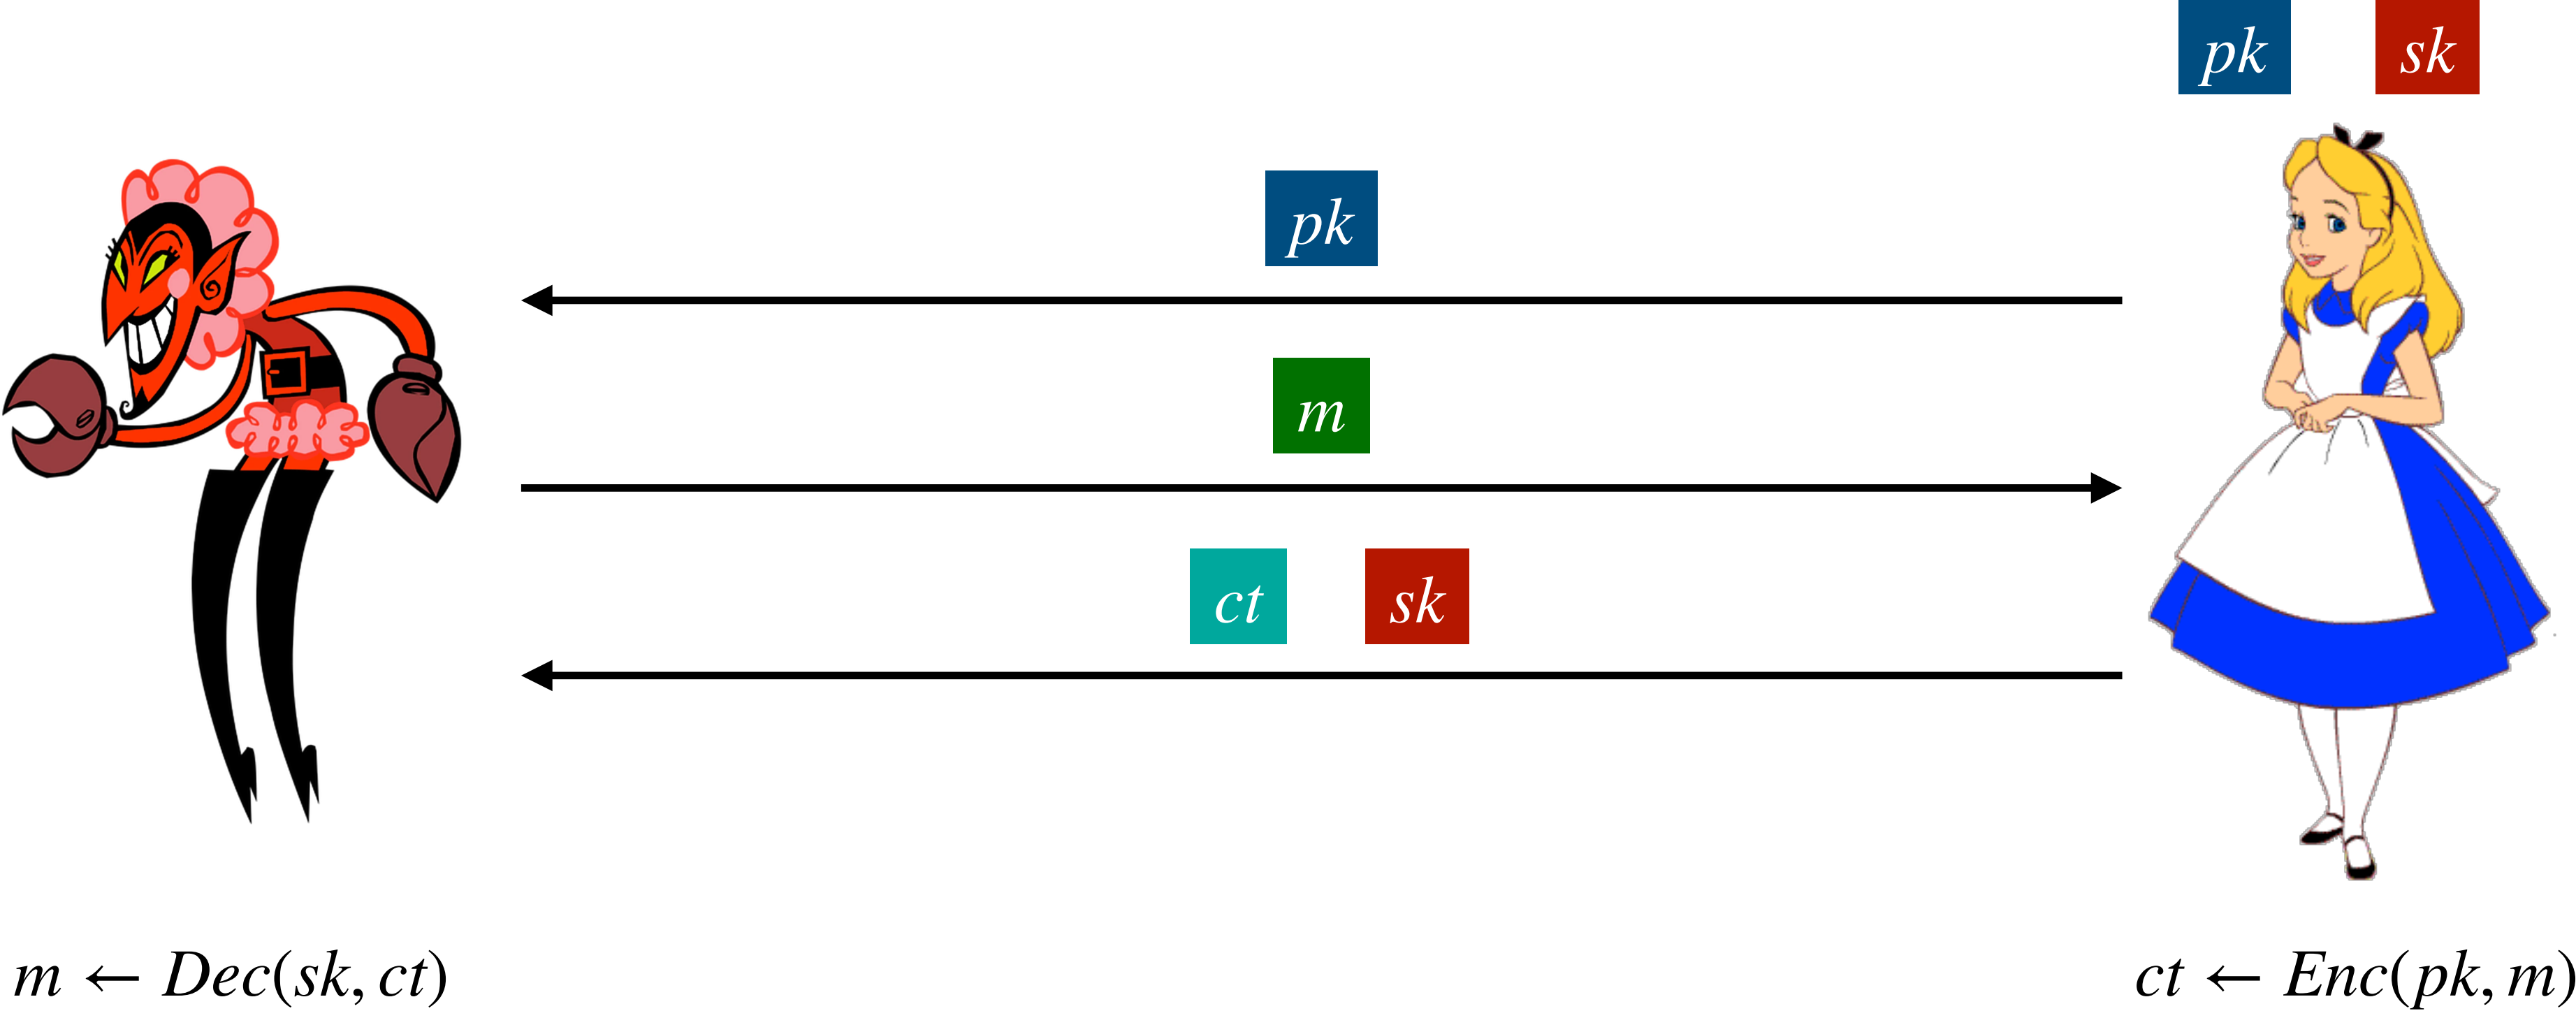 pk sk
pk
m
ct sk
m ← Dec(sk, ct)
ct ← Enc(pk, m)